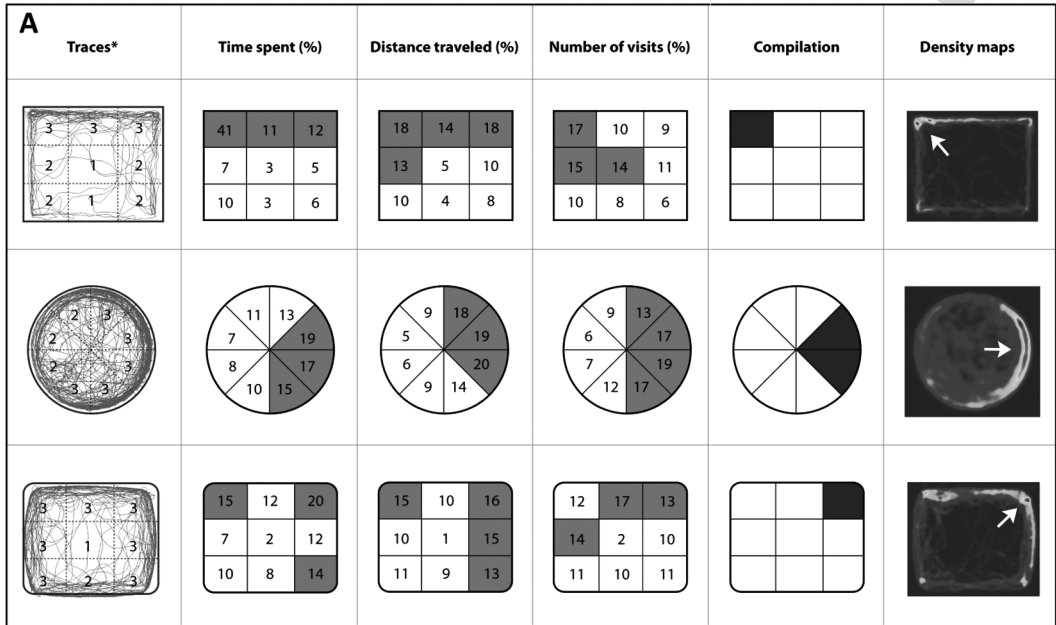 A
Traces* Time spent (%) Distance traveled (%) Number of visits (%) Compilation Density maps
3 3 3 41 11 12 18 14 18 17 10 9
2 1 2 7 3 5 13 5 10 15 14 11
2 1 2 10 3 6 10 4 8 10 8 6
2 3 11 13 9 18 9 13
2 3 7 19 5 19 6 17
2 3 8 17 6 20 7 19
3 3 10 15 9 14 12 17
3 3 3 15 12 20 15 10 16 12 17 13
3 1 3 7 2 12 10 1 15 14 2 10
3 2 3 10 8 14 11 9 13 11 10 11